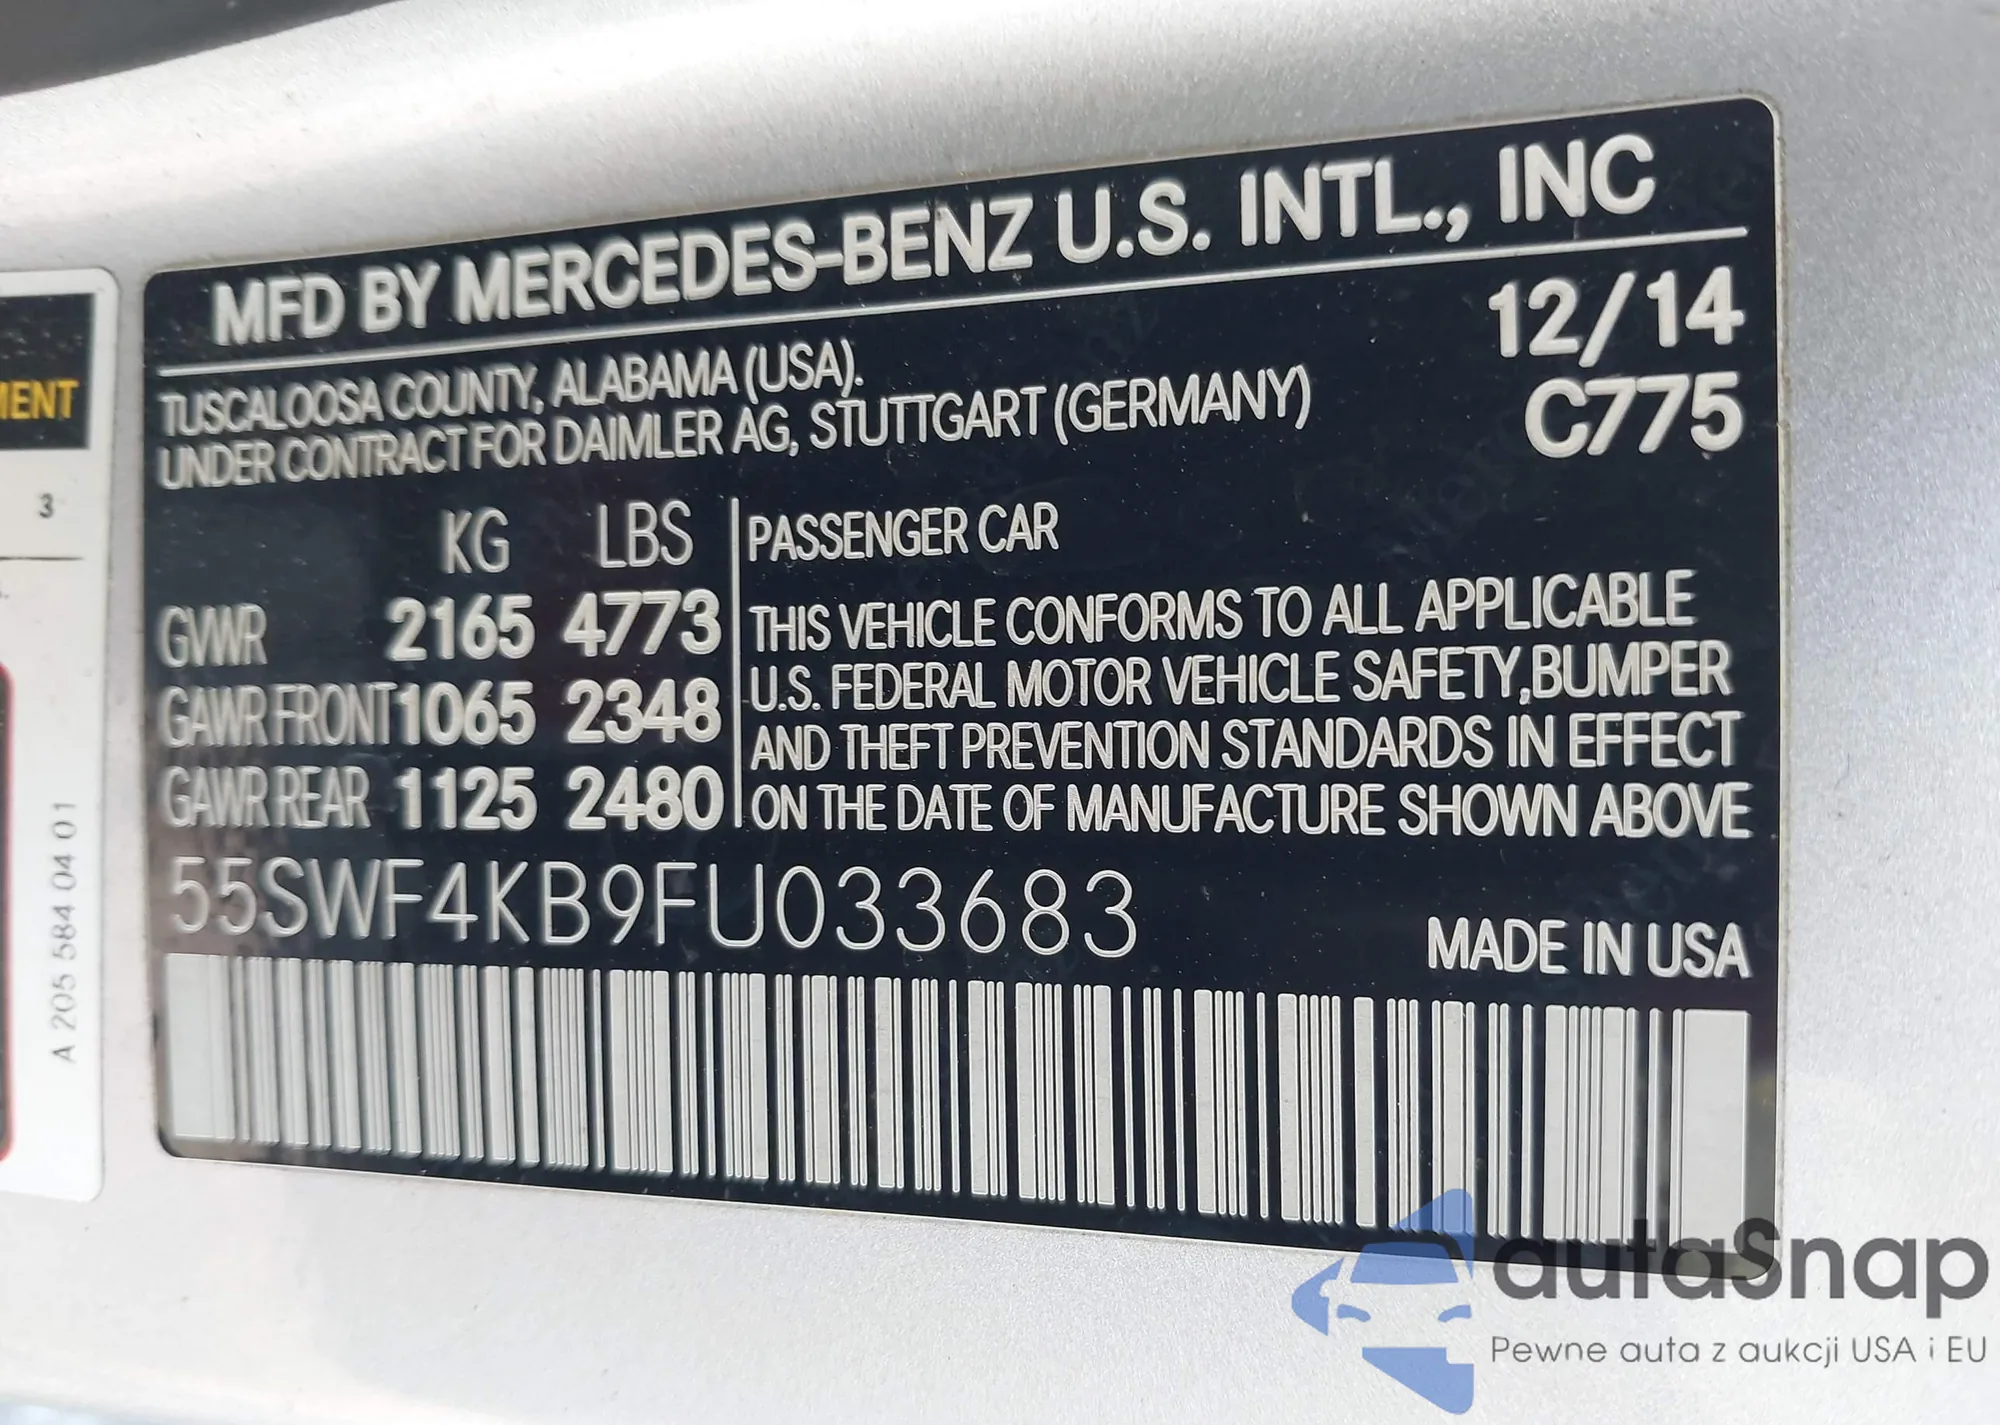 MFD BY MERCEDES-BENZ U.S. INTL., INC
12/14
TUSCALOOSA COUNTY, ALABAMA (USA).
UNDER CONTRACT FOR DAIMLER AG, STUTTGART (GERMANY)
C775
KG LBS
GVWR 2165 4773
GAWR FRONT 1065 2348
GAWR REAR 1125 2480
PASSENGER CAR
THIS VEHICLE CONFORMS TO ALL APPLICABLE
U.S. FEDERAL MOTOR VEHICLE SAFETY,BUMPER
AND THEFT PREVENTION STANDARDS IN EFFECT
ON THE DATE OF MANUFACTURE SHOWN ABOVE
55SWF4KB9FU033683
MADE IN USA
MENT
3
A 205 584 04 01
autaSnap
Pewne auta z aukcji USA i EU